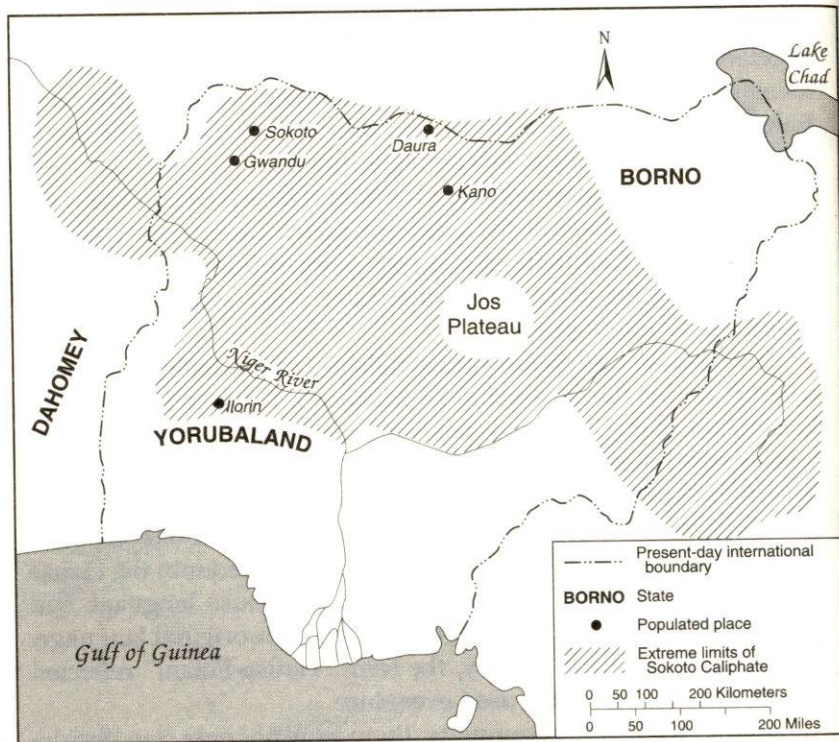 N
Lake
Chad
Sokoto
Gwandu
Daura
Kano
BORNO
Jos
Plateau
DAHOMEY
Niger River
Ilorin
YORUBALAND
Gulf of Guinea
Present-day international
boundary
BORNO State
Populated place
Extreme limits of
Sokoto Caliphate
0 50 100 200 Kilometers
0 50 100 200 Miles